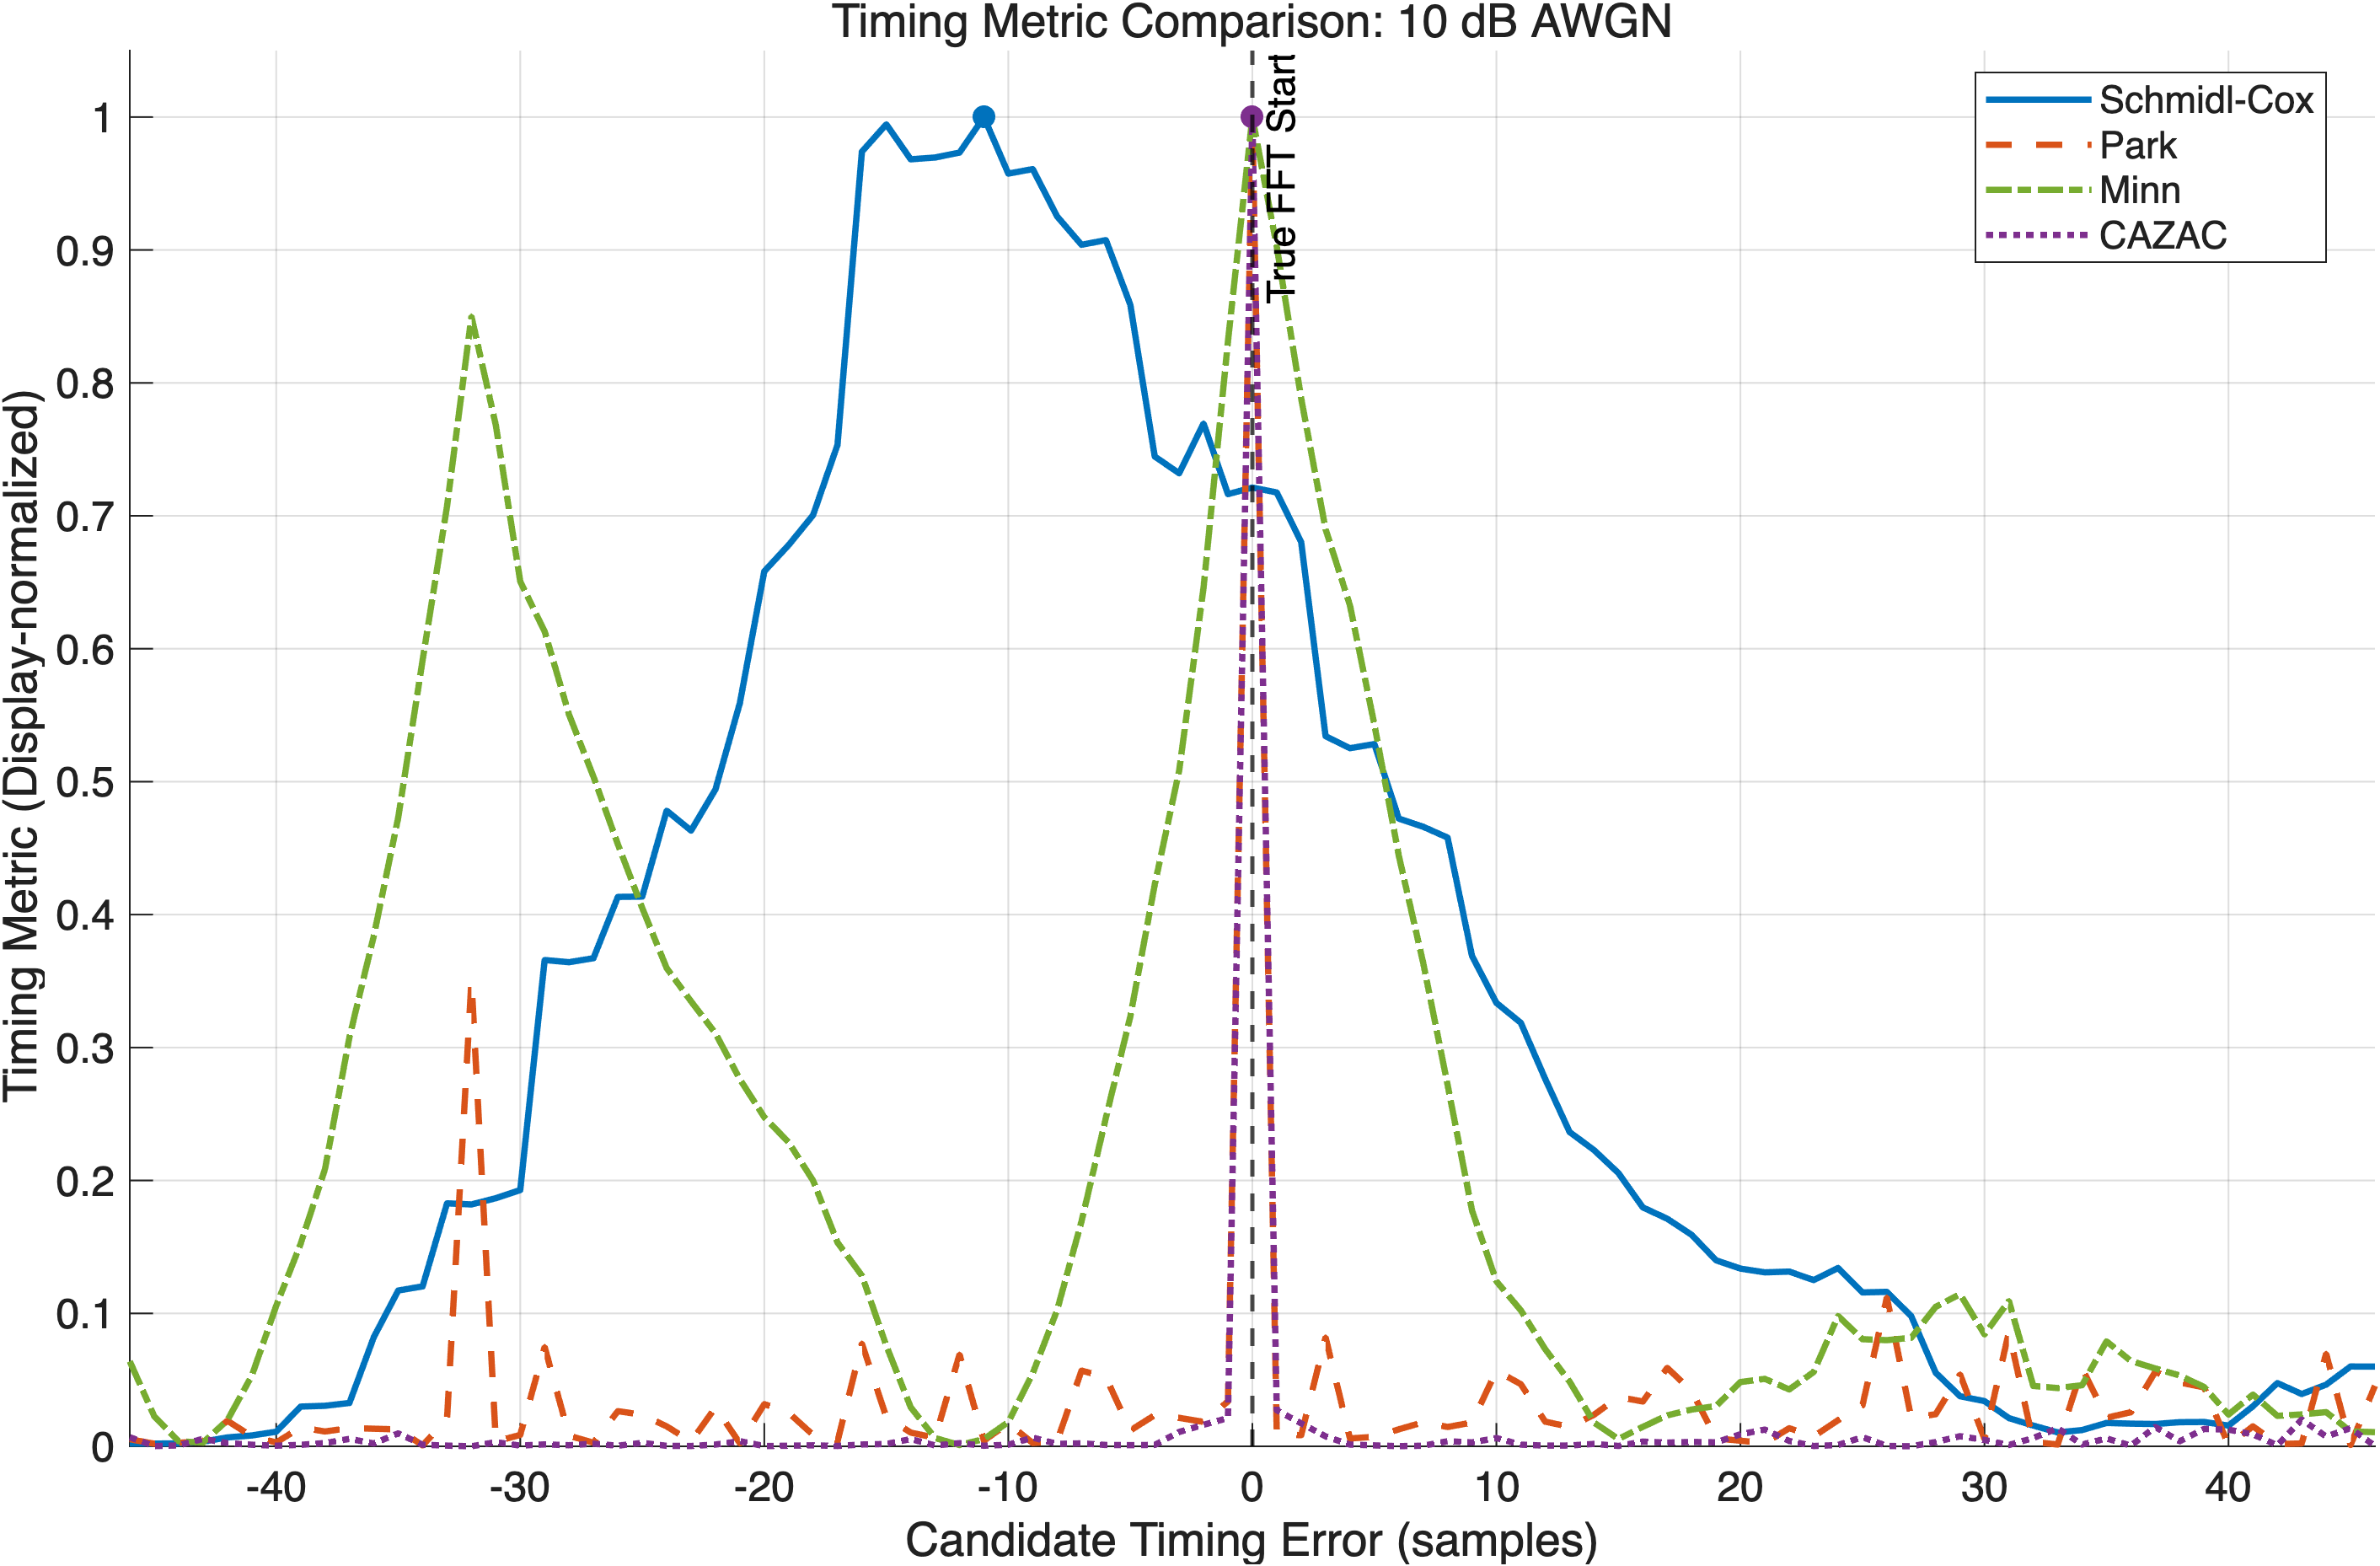 Timing Metric Comparison: 10 dB AWGN
Timing Metric (Display-normalized)
1
0.9
0.8
0.7
0.6
0.5
0.4
0.3
0.2
0.1
0
True FFT Start
Schmidl-Cox
Park
Minn
CAZAC
-40
-30
-20
-10
0
10
20
30
40
Candidate Timing Error (samples)